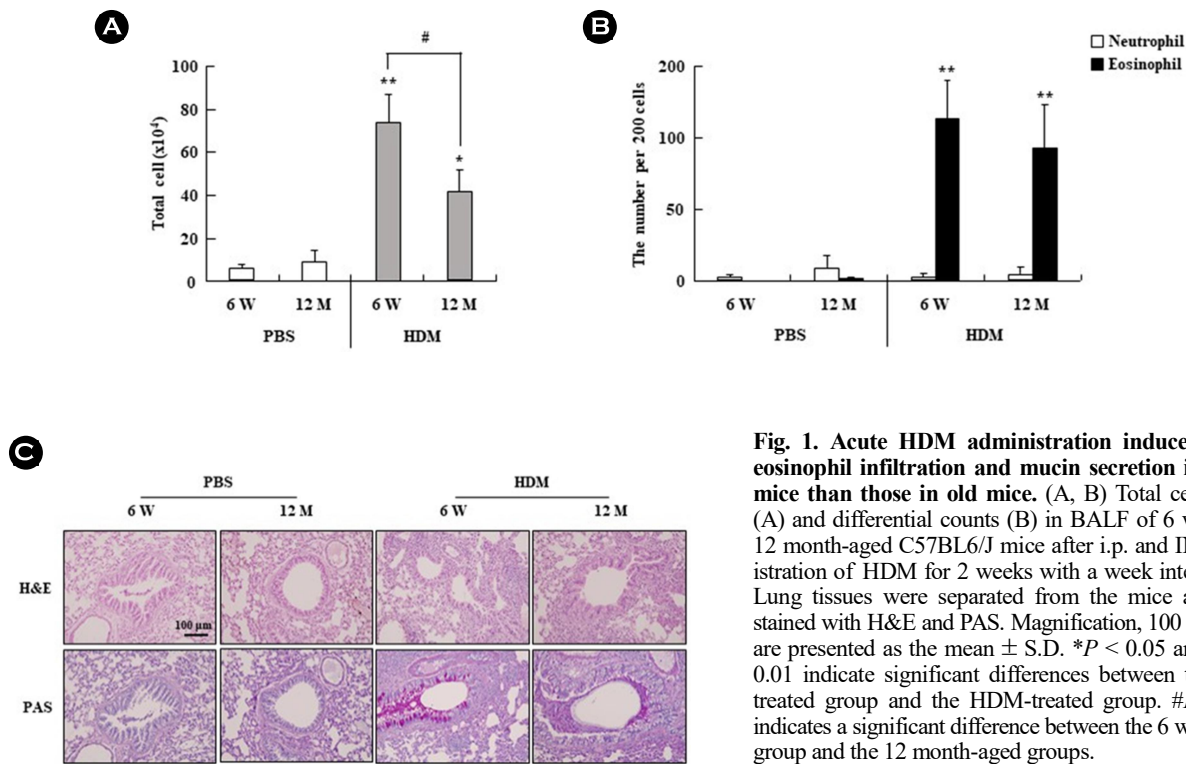 A
#
**
*
100
80
60
40
20
0
Total cell (x10⁴)
6 W 12 M 6 W 12 M
PBS HDM
B
Neutrophil
Eosinophil
**
**
200
100
50
0
The number per 200 cells
6 W 12 M 6 W 12 M
PBS HDM
C
PBS HDM
6 W 12 M 6 W 12 M
H&E
100 μm
PAS
Fig. 1. Acute HDM administration induce
eosinophil infiltration and mucin secretion i
mice than those in old mice. (A, B) Total ce
(A) and differential counts (B) in BALF of 6 w
12 month-aged C57BL6/J mice after i.p. and I
istration of HDM for 2 weeks with a week inte
Lung tissues were separated from the mice a
stained with H&E and PAS. Magnification, 100
are presented as the mean ± S.D. *P < 0.05 an
0.01 indicate significant differences between t
treated group and the HDM-treated group. #
indicates a significant difference between the 6 w
group and the 12 month-aged groups.